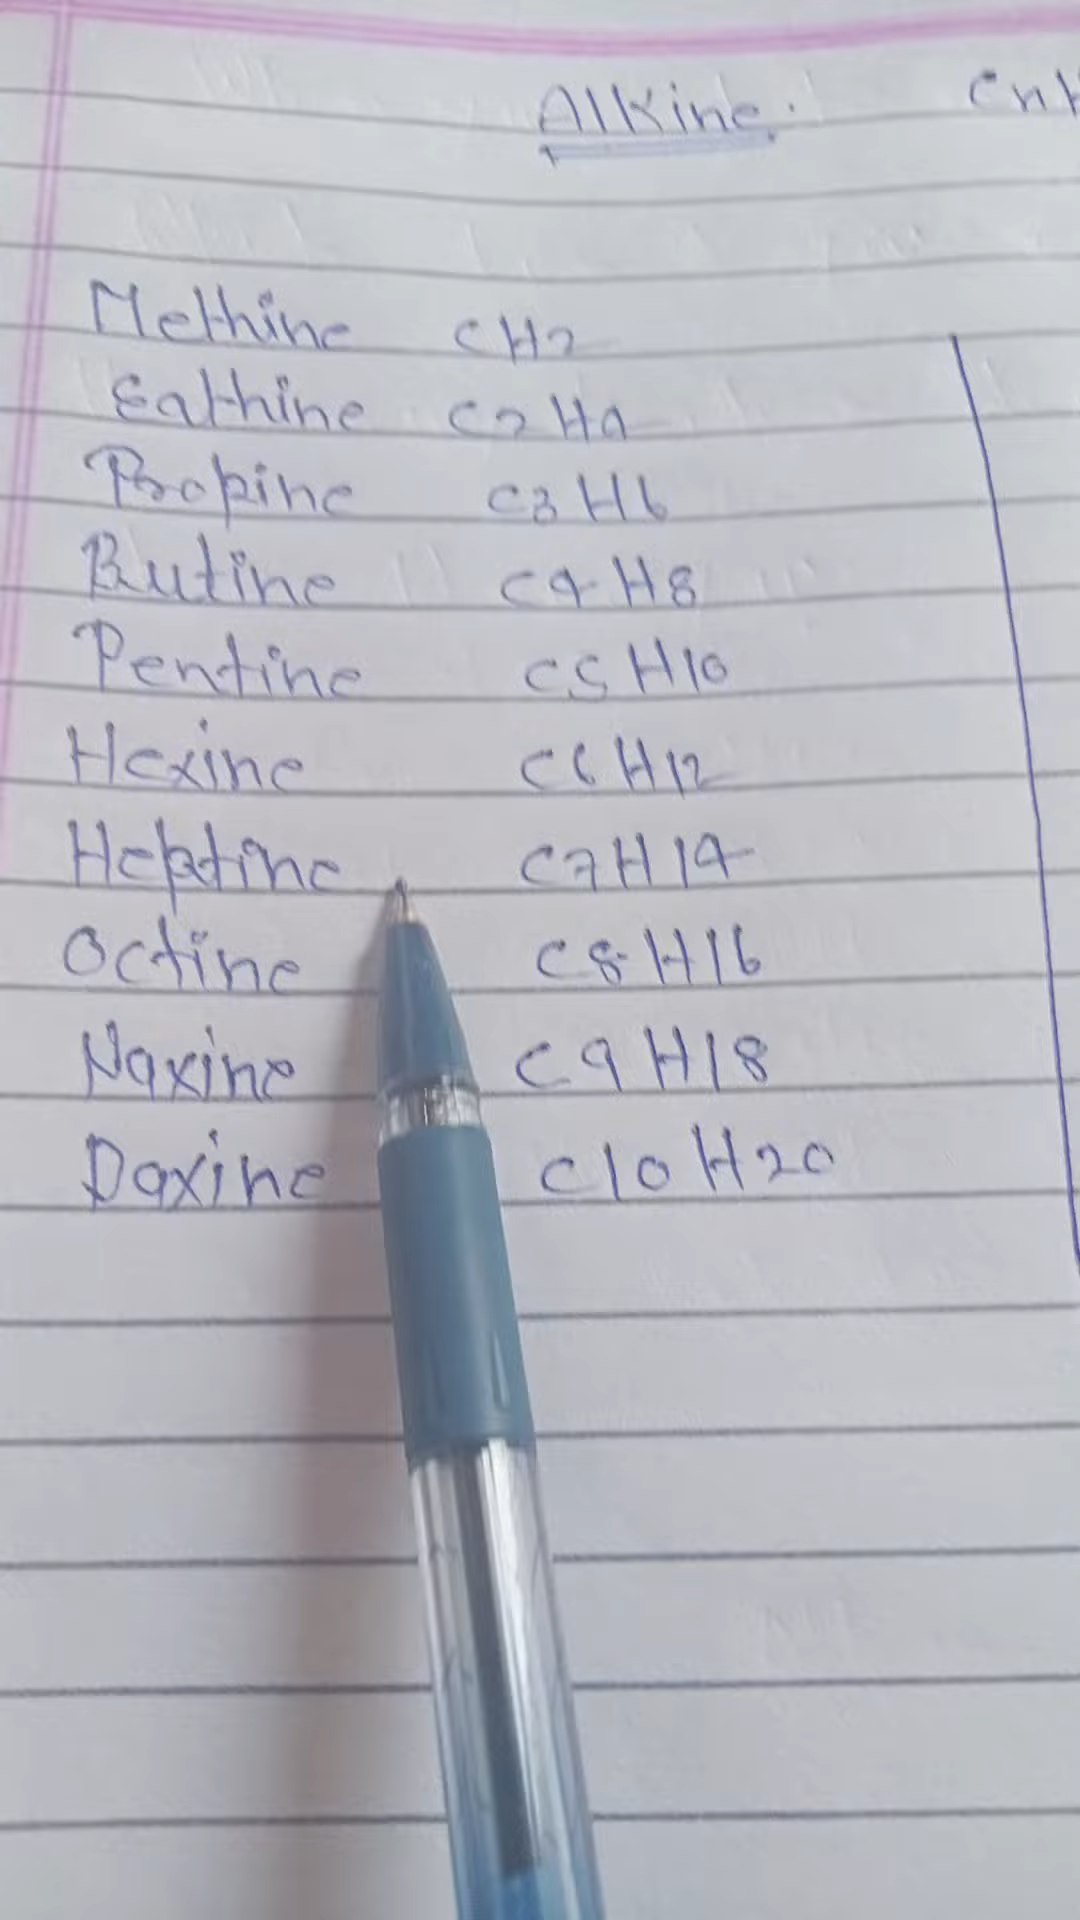 Alkine. CnH
Methine CH2
Eathine C2H4
Propine C3H6
Butine C4H8
Pentine C5H10
Hexine C6H12
Heptine C7H14
Octine C8H16
Naxine C9H18
Daxine C10H20